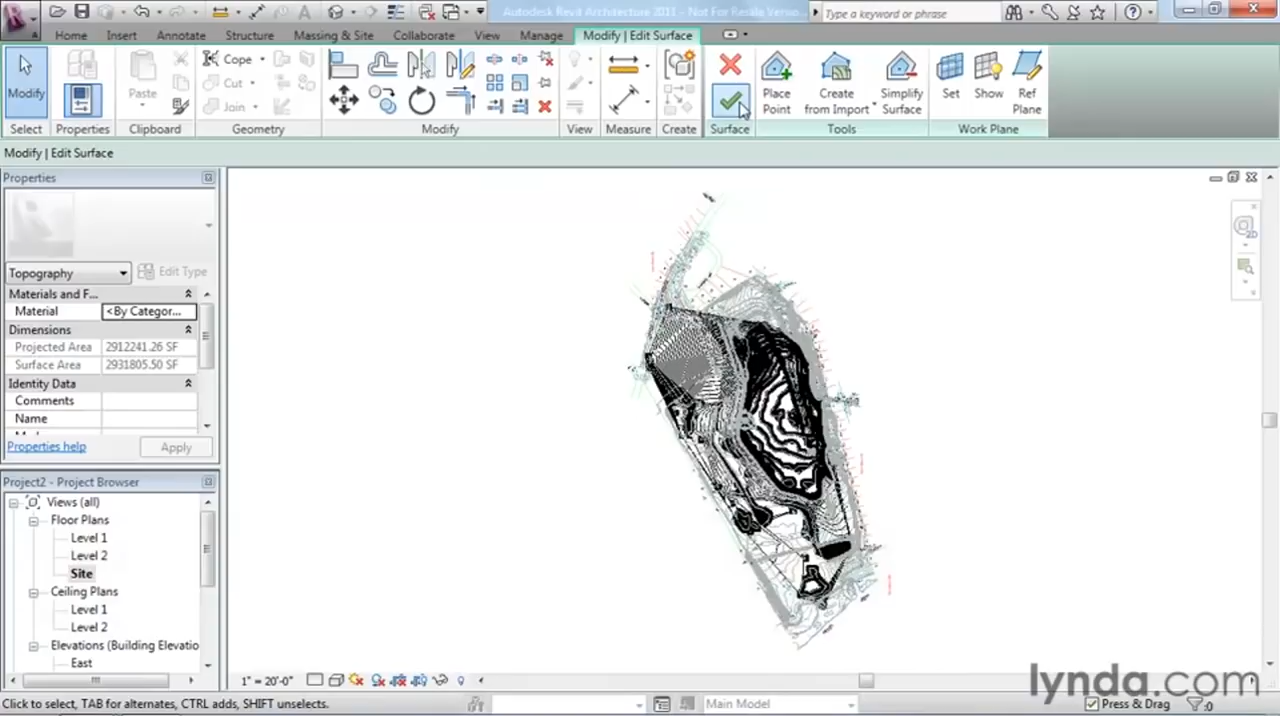 Autodesk Revit Architecture 2011 - Not For Resale Versio...
Type a keyword or phrase
Home Insert Annotate Structure Massing & Site Collaborate View Manage Modify | Edit Surface
Modify
Paste
Cope
Cut
Join
Place Point
Create from Import
Simplify Surface
Set
Show
Ref Plane
Select Properties Clipboard Geometry Modify View Measure Create Surface Tools Work Plane
Modify | Edit Surface
Properties
Topography
Edit Type
Materials and F...
Material <By Categor...
Dimensions
Projected Area 2912241.26 SF
Surface Area 2931805.50 SF
Identity Data
Comments
Name
Properties help
Apply
Project2 - Project Browser
Views (all)
Floor Plans
Level 1
Level 2
Site
Ceiling Plans
Level 1
Level 2
Elevations (Building Elevatio
East
2D
1" = 20'-0"
lynda.com
Click to select, TAB for alternates, CTRL adds, SHIFT unselects.
Main Model
Press & Drag
:0